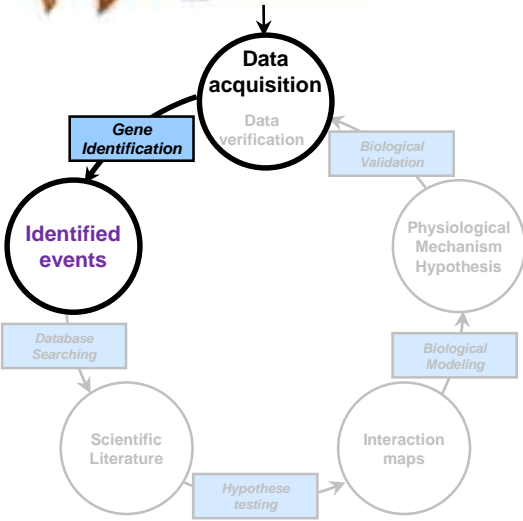 Data
acquisition
Data
verification
Gene
Identification
Biological
Validation
Identified
events
Physiological
Mechanism
Hypothesis
Database
Searching
Biological
Modeling
Scientific
Literature
Interaction
maps
Hypothese
testing